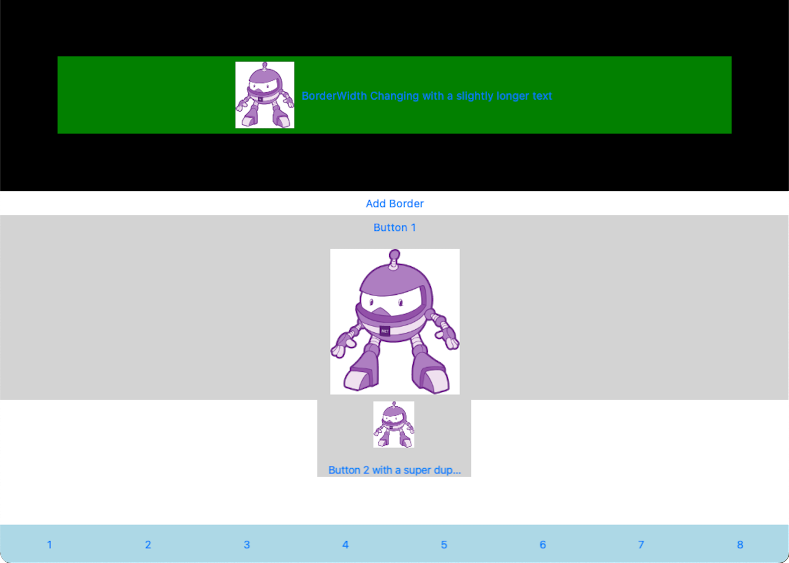 BorderWidth Changing with a slightly longer text
Add Border
Button 1
Button 2 with a super dup...
1 2 3 4 5 6 7 8